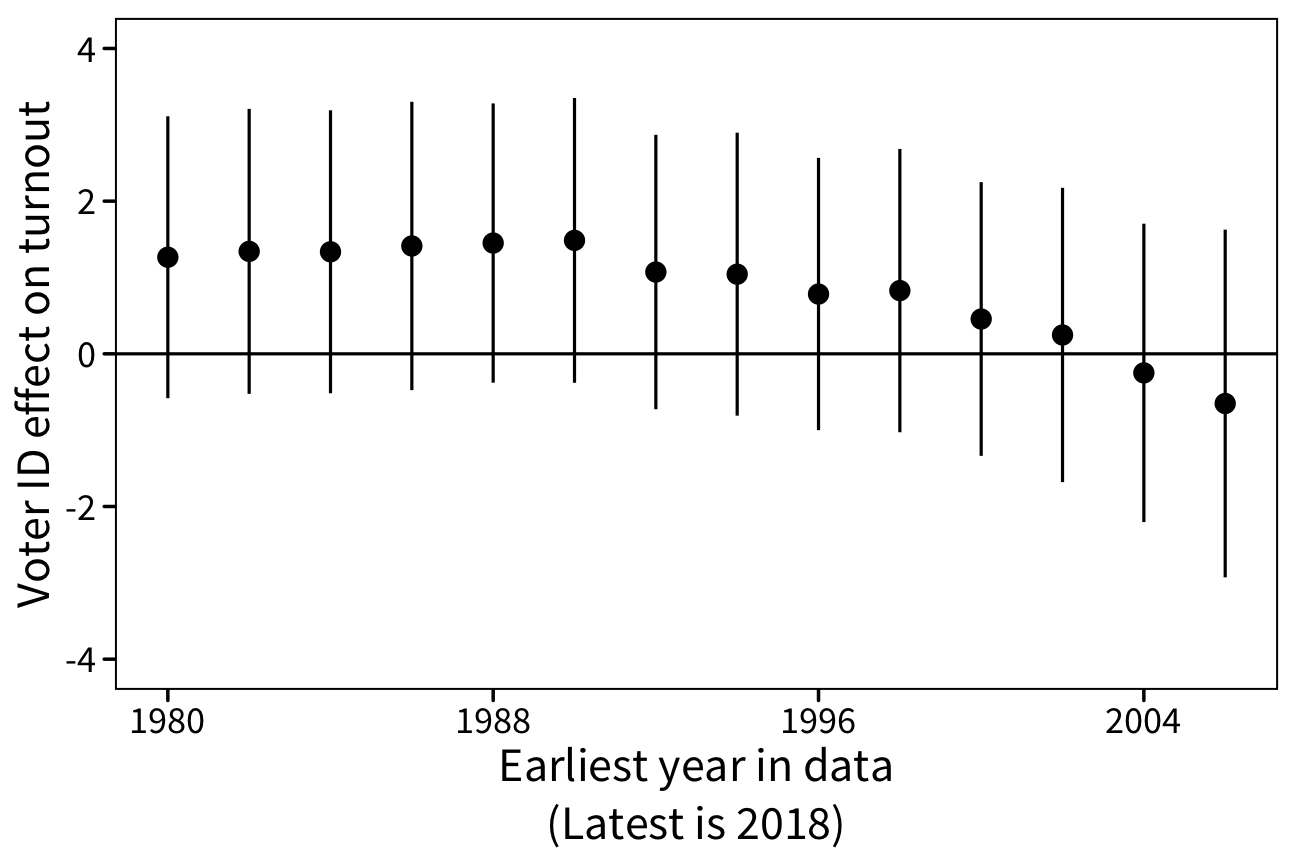 Voter ID effect on turnout
4
2
0
-2
-4
1980 1988 1996 2004
Earliest year in data
(Latest is 2018)